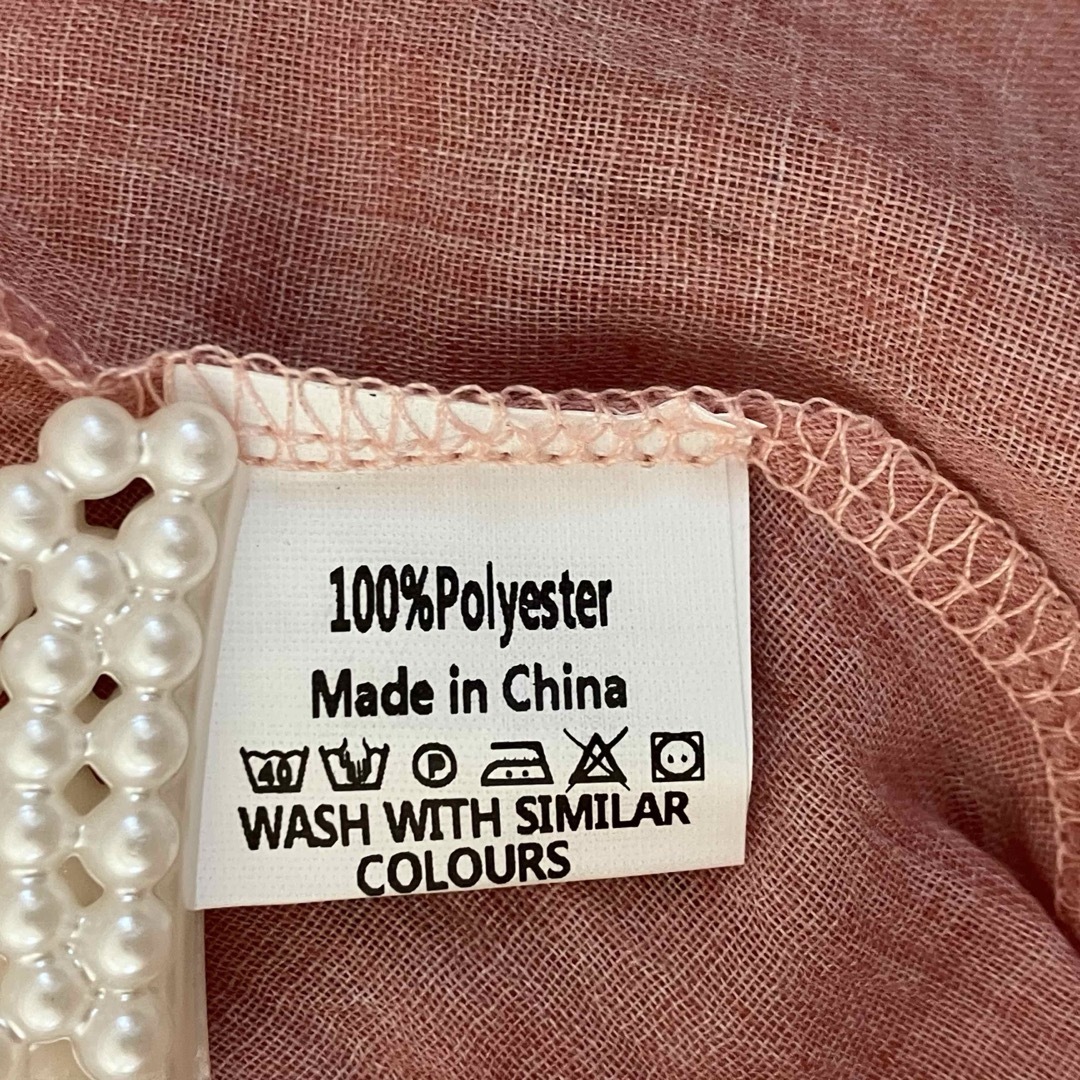 100%Polyester
Made in China
40 P
WASH WITH SIMILAR
COLOURS